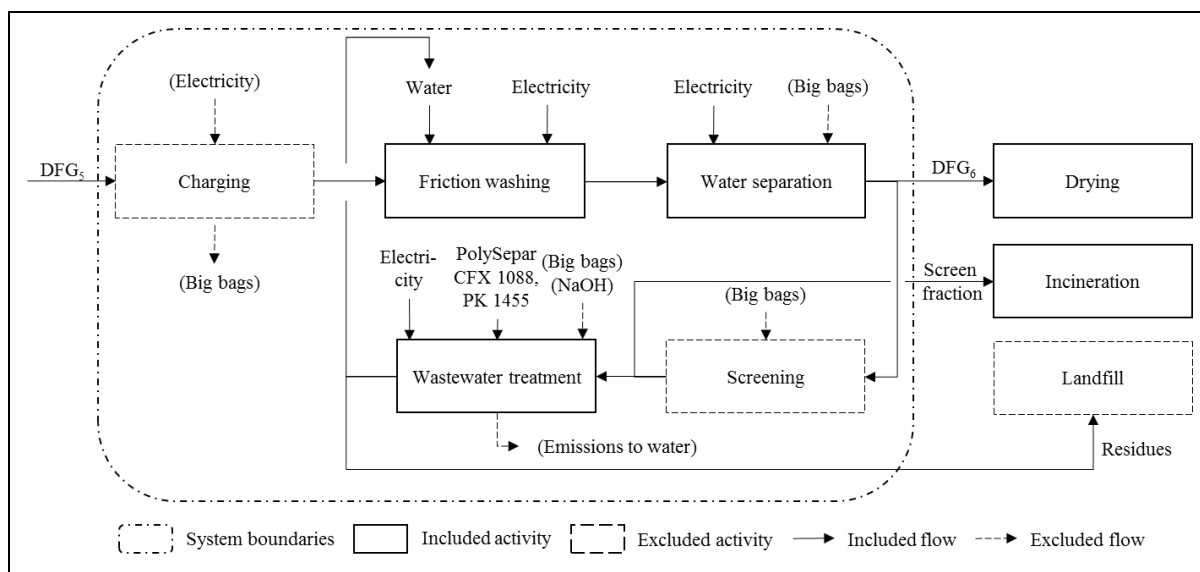 (Electricity)
Water
Electricity
Electricity
(Big bags)
DFG₅
Charging
Friction washing
Water separation
DFG₆
Drying
(Big bags)
Electri-
city
PolySepar
CFX 1088,
PK 1455
(Big bags)
(NaOH)
(Big bags)
Screen
fraction
Incineration
Wastewater treatment
Screening
Landfill
(Emissions to water)
Residues
System boundaries
Included activity
Excluded activity
Included flow
Excluded flow